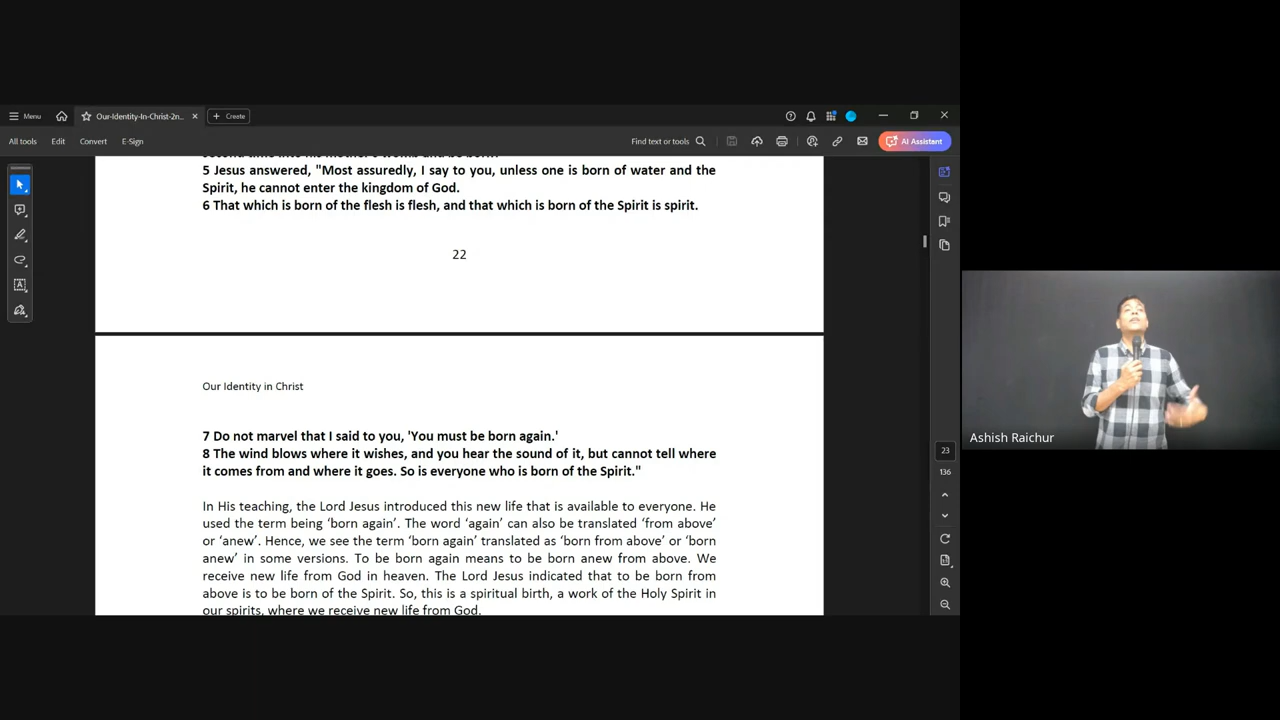 Menu
Our-Identity-In-Christ-2n...
Create
All tools
Edit
Convert
E-Sign
Find text or tools
AI Assistant
5 Jesus answered, "Most assuredly, I say to you, unless one is born of water and the
Spirit, he cannot enter the kingdom of God.
6 That which is born of the flesh is flesh, and that which is born of the Spirit is spirit.
22
Our Identity in Christ
7 Do not marvel that I said to you, 'You must be born again.'
8 The wind blows where it wishes, and you hear the sound of it, but cannot tell where
it comes from and where it goes. So is everyone who is born of the Spirit."
In His teaching, the Lord Jesus introduced this new life that is available to everyone. He
used the term being ‘born again’. The word ‘again’ can also be translated ‘from above’
or ‘anew’. Hence, we see the term ‘born again’ translated as ‘born from above’ or ‘born
anew’ in some versions. To be born again means to be born anew from above. We
receive new life from God in heaven. The Lord Jesus indicated that to be born from
above is to be born of the Spirit. So, this is a spiritual birth, a work of the Holy Spirit in
our spirits, where we receive new life from God.
23
136
Ashish Raichur